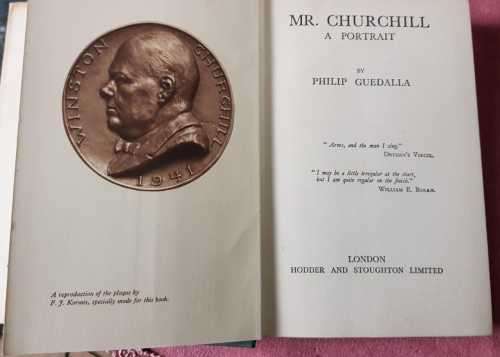 WINSTON CHURCHILL
1941
A reproduction of the plaque by
F. J. Kormis, specially made for this book.
MR. CHURCHILL
A PORTRAIT
BY
PHILIP GUEDALLA
"Arms, and the man I sing."
DRYDEN'S VIRGIL.
"I may be a little irregular at the start,
but I am quite regular on the finish."
WILLIAM E. BORAH.
LONDON
HODDER AND STOUGHTON LIMITED